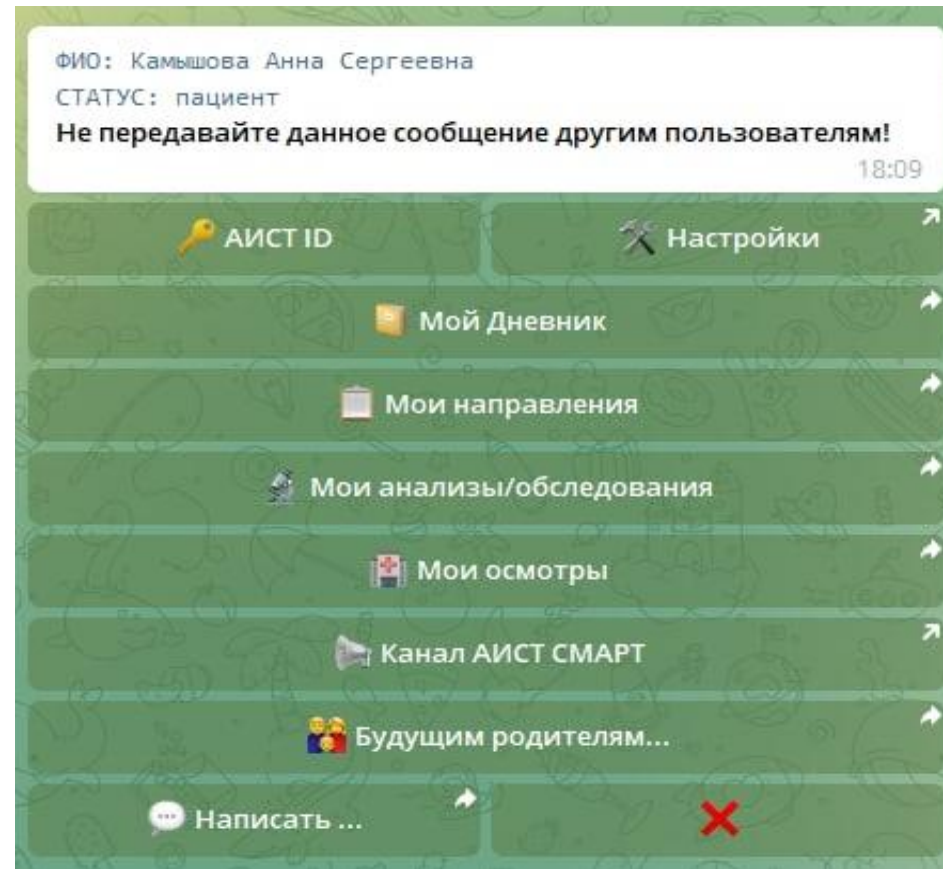 ФИО: Камышова Анна Сергеевна
СТАТУС: пациент
Не передавайте данное сообщение другим пользователям!
18:09
АИСТ ID
Настройки
Мой Дневник
Мои направления
Мои анализы/обследования
Мои осмотры
Канал АИСТ СМАРТ
Будущим родителям...
Написать ...